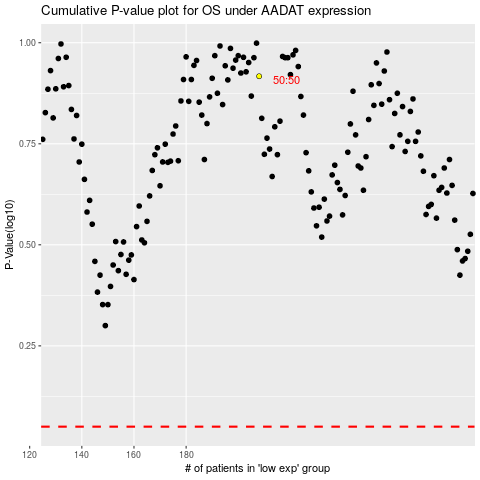 Cumulative P-value plot for OS under AADAT expression
1.00
50:50
0.75
P-Value(log10)
0.50
0.25
120 140 160 180
# of patients in 'low exp' group